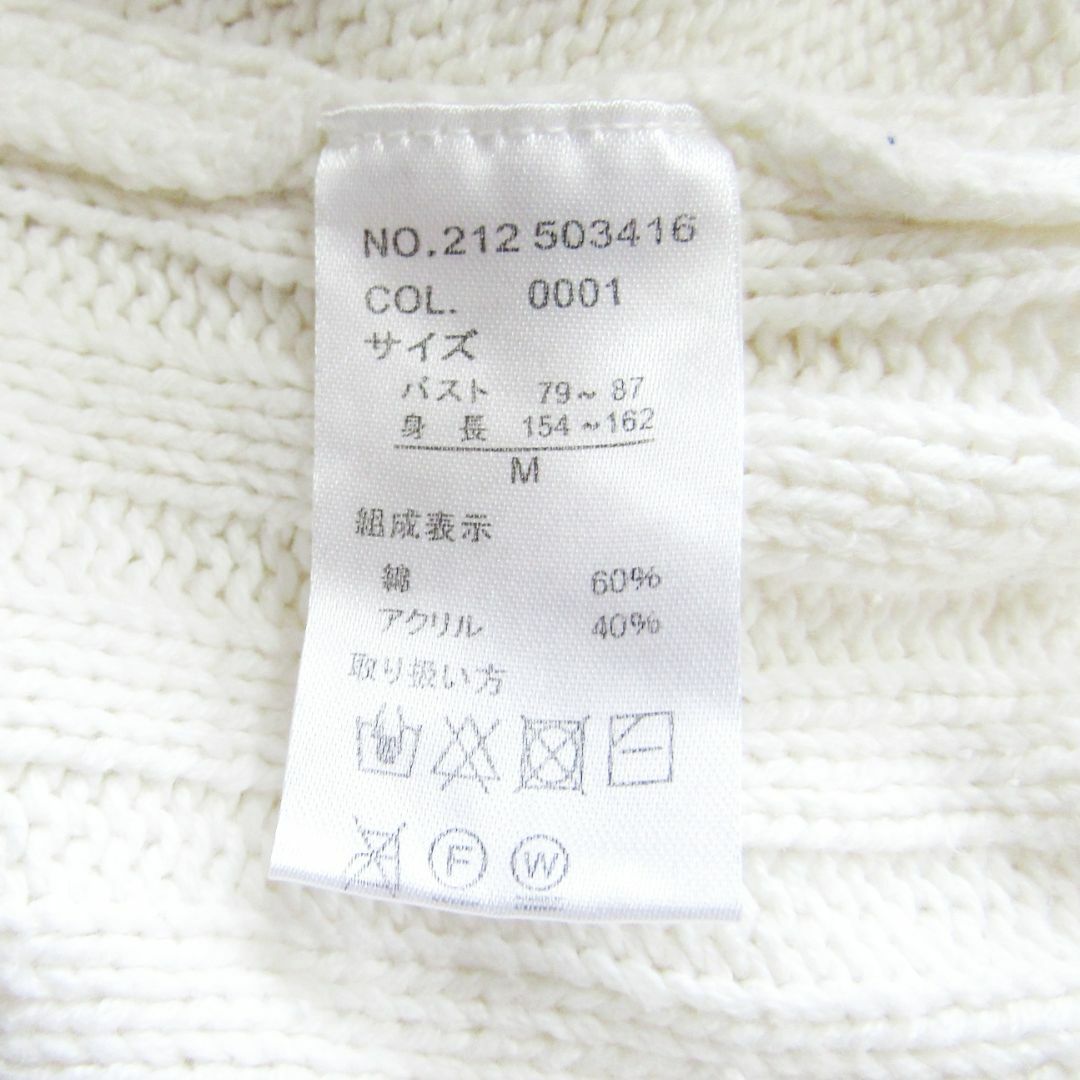 NO.212 503416
COL. 0001
サイズ
バスト 79~87
身 長 154~162
M
組成表示
綿 60%
アクリル 40%
取り扱い方
F W